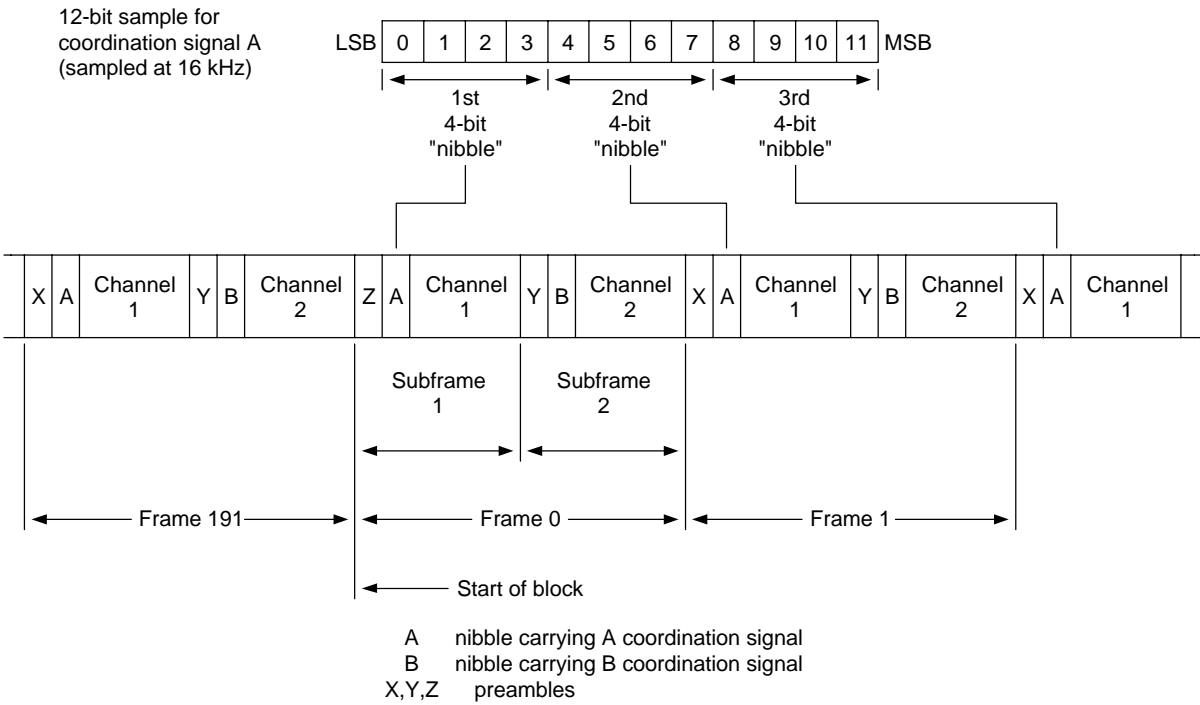 12-bit sample for
coordination signal A
(sampled at 16 kHz)
LSB 0 1 2 3 4 5 6 7 8 9 10 11 MSB
1st
4-bit
"nibble"
2nd
4-bit
"nibble"
3rd
4-bit
"nibble"
X A Channel 1 Y B Channel 2 Z A Channel 1 Y B Channel 2 X A Channel 1 Y B Channel 2 X A Channel 1
Subframe
1
Subframe
2
Frame 191
Frame 0
Frame 1
Start of block
A nibble carrying A coordination signal
B nibble carrying B coordination signal
X,Y,Z preambles